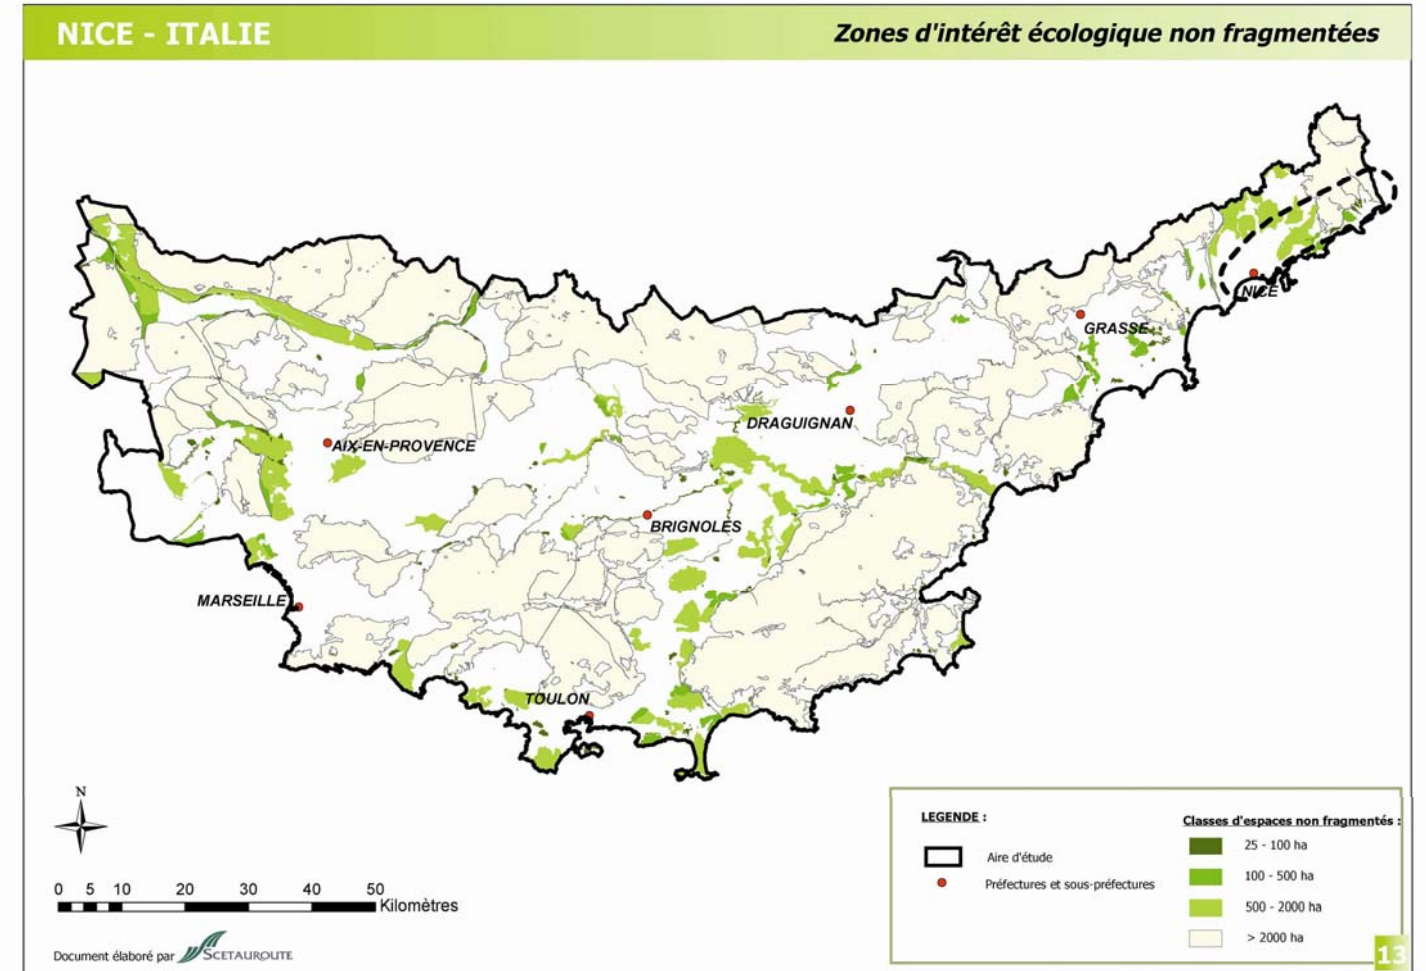 NICE - ITALIE
Zones d'intérêt écologique non fragmentées
NICE
GRASSE
DRAGUIGNAN
AIX-EN-PROVENCE
BRIGNOLES
MARSEILLE
TOULON
N
0 5 10 20 30 40 50
Kilomètres
Document élaboré par SCETAUROUTE
LEGENDE :
Aire d'étude
Préfectures et sous-préfectures
Classes d'espaces non fragmentés :
25 - 100 ha
100 - 500 ha
500 - 2000 ha
> 2000 ha
13